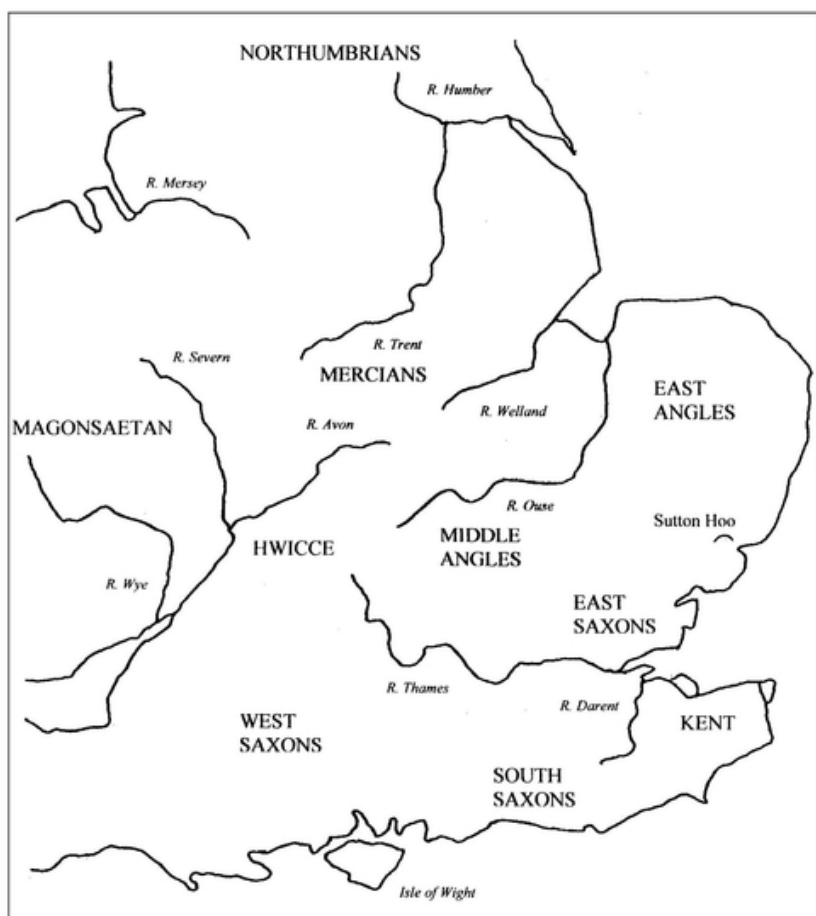 NORTHUMBRIANS
R. Humber
R. Mersey
R. Trent
R. Severn
MERCIANS
EAST
ANGLES
R. Welland
MAGONSAETAN
R. Avon
R. Ouse
Sutton Hoo
MIDDLE
ANGLES
HWICCE
R. Wye
EAST
SAXONS
R. Thames
R. Darent
WEST
SAXONS
KENT
SOUTH
SAXONS
Isle of Wight